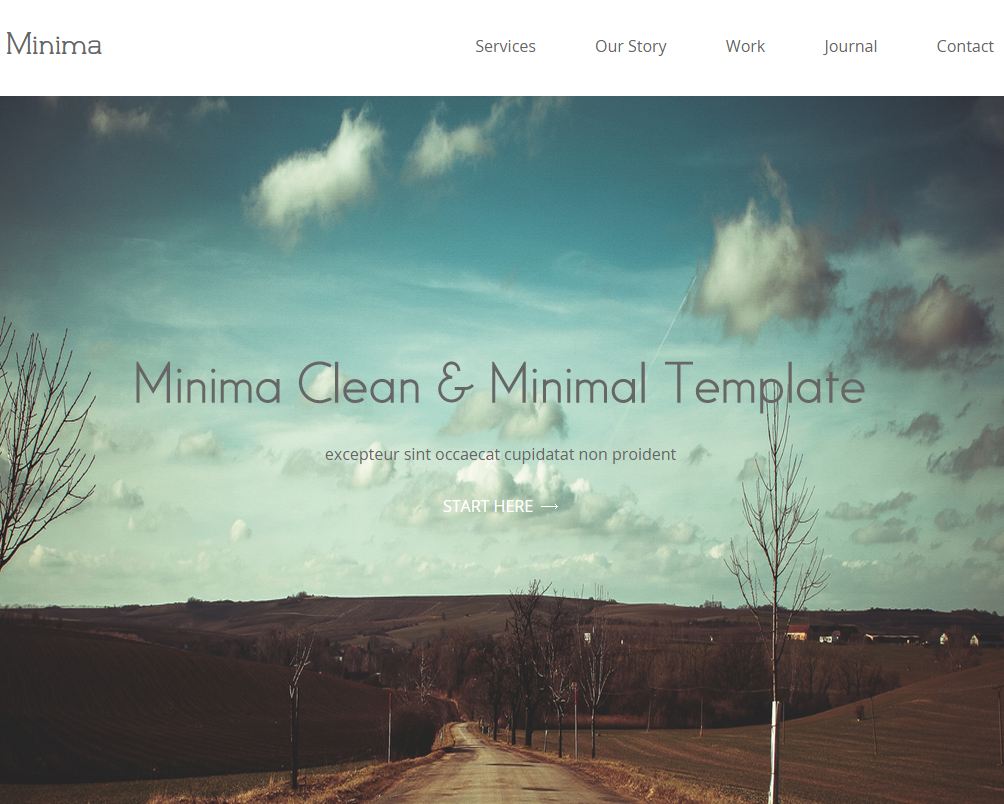 Minima
Services
Our Story
Work
Journal
Contact
Minima Clean & Minimal Template
excepteur sint occaecat cupidatat non proident
START HERE →